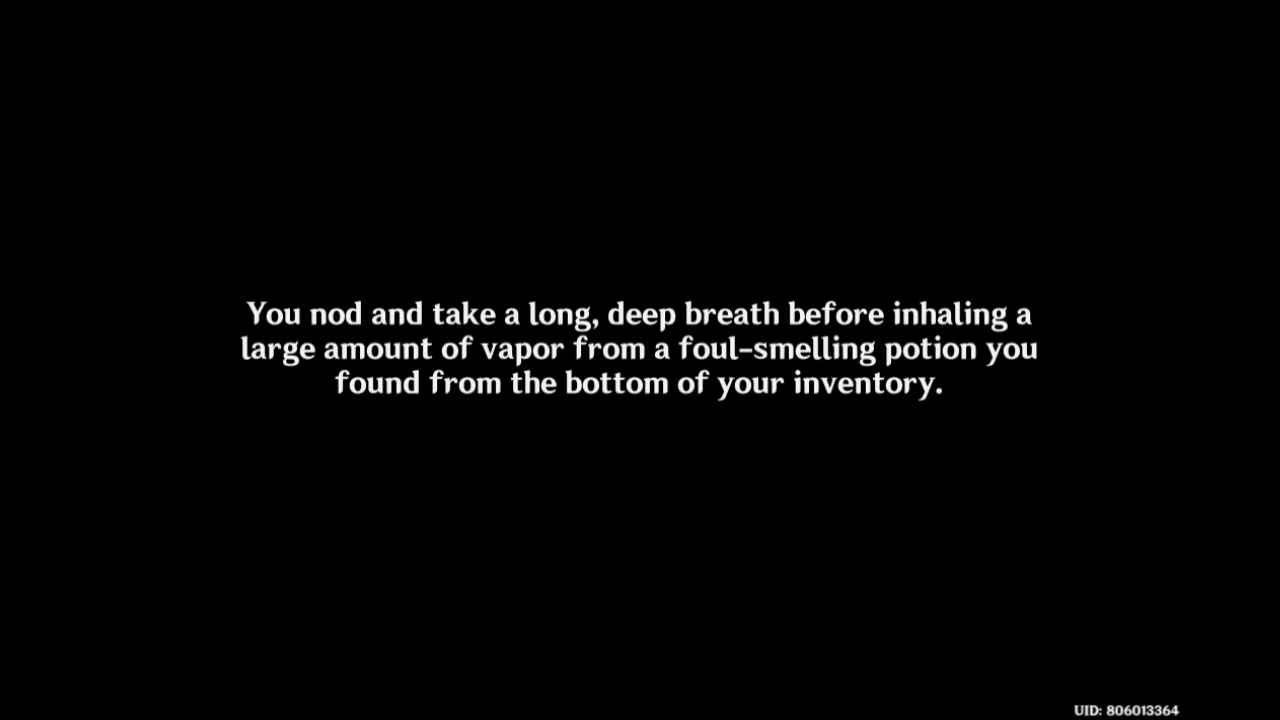 You nod and take a long, deep breath before inhaling a
large amount of vapor from a foul-smelling potion you
found from the bottom of your inventory.
UID: 806013364